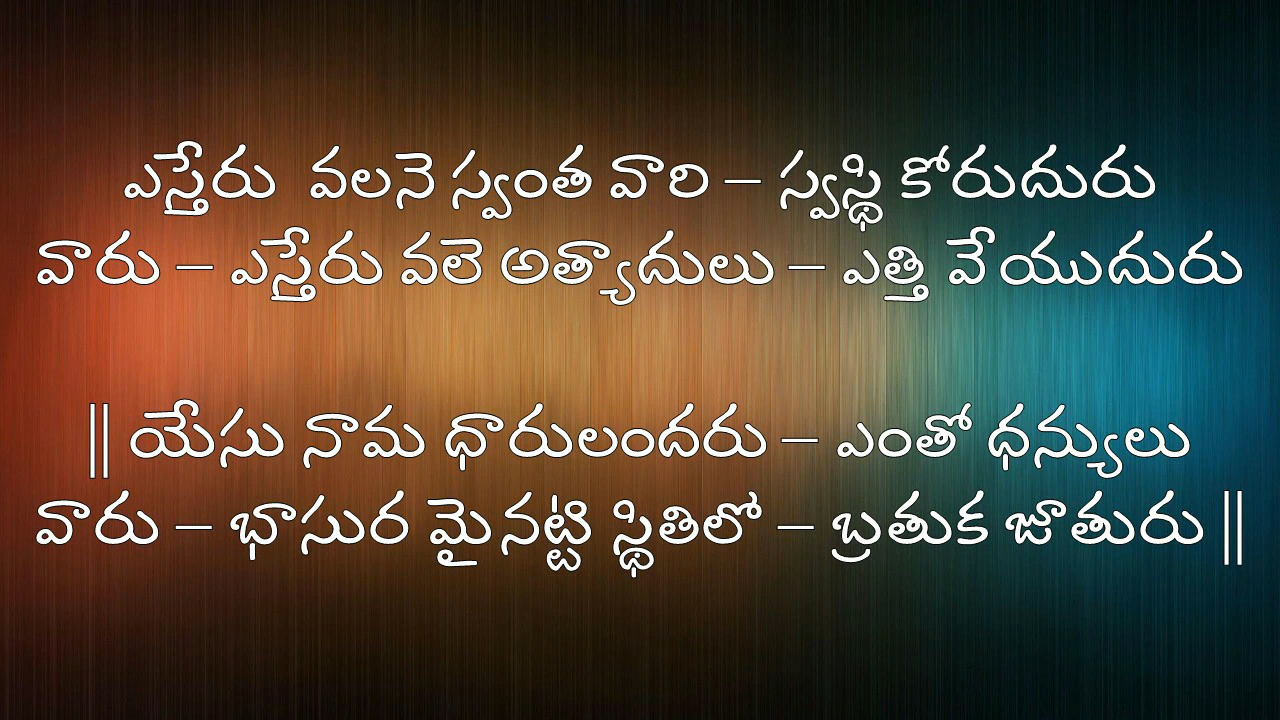 ఎస్తేరు వలనె స్వంత వారి – స్వస్థి కోరుదురు
వారు – ఎస్తేరు వలె అత్యాదులు – ఎత్తి వేయుదురు
|| యేసు నామ ధారులందరు – ఎంతో ధన్యులు
వారు – భాసుర మైనట్టి స్థితిలో – బ్రతుక జూతురు ||